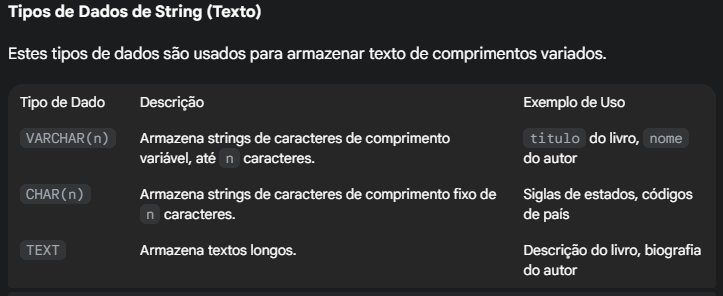 Tipos de Dados de String (Texto)
Estes tipos de dados são usados para armazenar texto de comprimentos variados.
Tipo de Dado Descrição Exemplo de Uso
VARCHAR(n) Armazena strings de caracteres de comprimento variável, até n caracteres. titulo do livro, nome do autor
CHAR(n) Armazena strings de caracteres de comprimento fixo de n caracteres. Siglas de estados, códigos de país
TEXT Armazena textos longos. Descrição do livro, biografia do autor